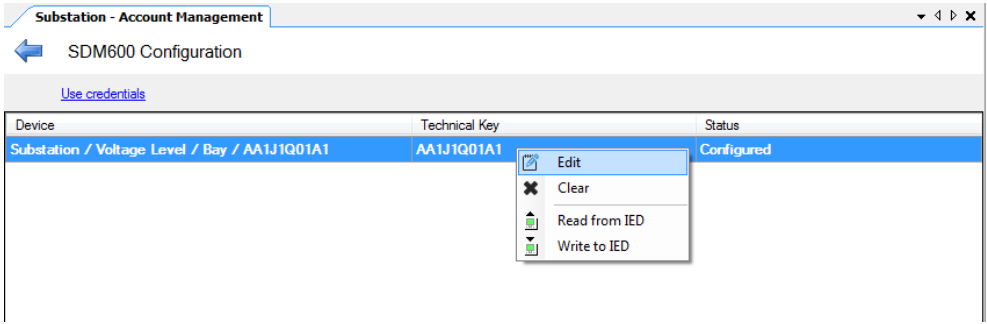 Substation - Account Management
SDM600 Configuration
Use credentials
Device Technical Key Status
Substation / Voltage Level / Bay / AA1J1Q01A1 AA1J1Q01A1 Configured
Edit
Clear
Read from IED
Write to IED